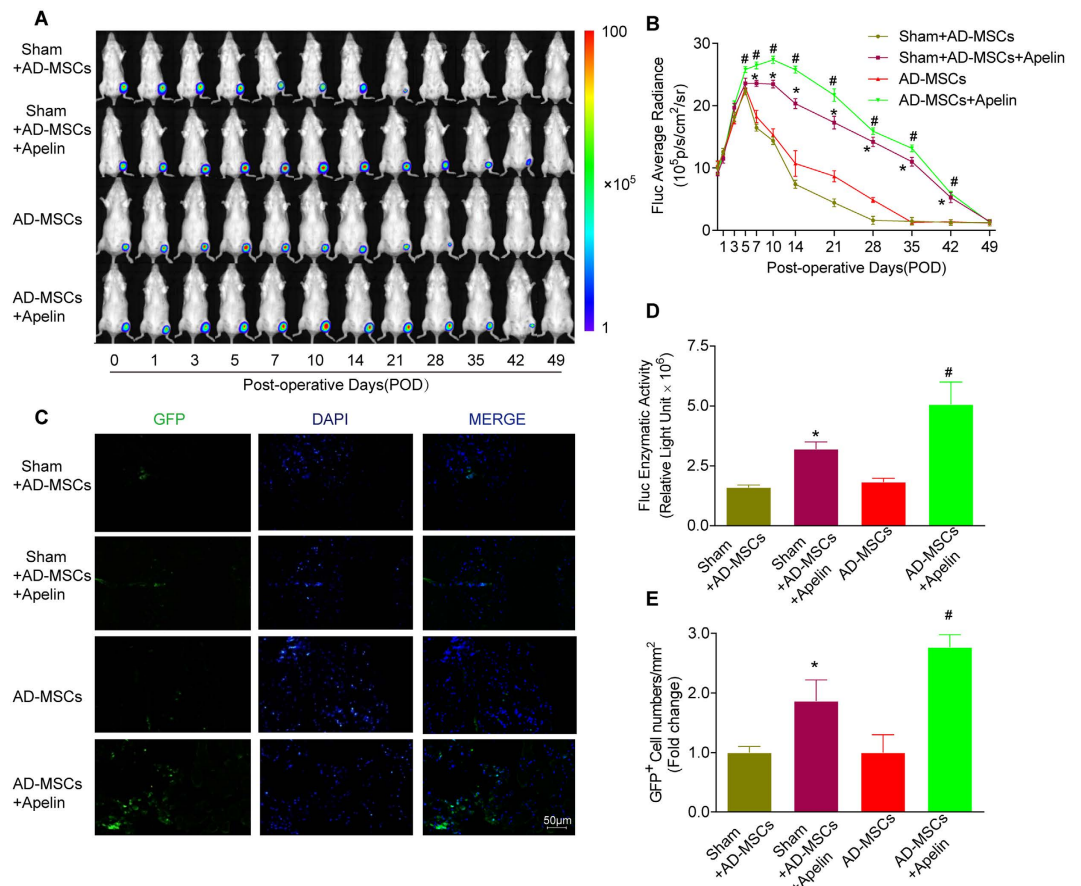 A
Sham
+AD-MSCs
Sham
+AD-MSCs
+Apelin
AD-MSCs
AD-MSCs
+Apelin
100
×10⁵
1
0 1 3 5 7 10 14 21 28 35 42 49
Post-operative Days(POD）
B
Sham+AD-MSCs
Sham+AD-MSCs+Apelin
AD-MSCs
AD-MSCs+Apelin
Fluc Average Radiance
(10⁵p/s/cm²/sr)
40
30
20
10
0
# # # # # # # #
* * * * * * *
1 3 5 7 10 14 21 28 35 42 49
Post-operative Days(POD)
C
GFP DAPI MERGE
Sham
+AD-MSCs
Sham
+AD-MSCs
+Apelin
AD-MSCs
AD-MSCs
+Apelin
50μm
D
Fluc Enzymatic Activity
(Relative Light Unit × 10⁶)
7.5
5.0
2.5
0.0
*
#
Sham
+AD-MSCs
Sham
+AD-MSCs
+Apelin
AD-MSCs
AD-MSCs
+Apelin
E
GFP⁺ Cell numbers/mm²
(Fold change)
3.0
2.0
1.0
0.0
*
#
Sham
+AD-MSCs
Sham
+AD-MSCs
+Apelin
AD-MSCs
AD-MSCs
+Apelin